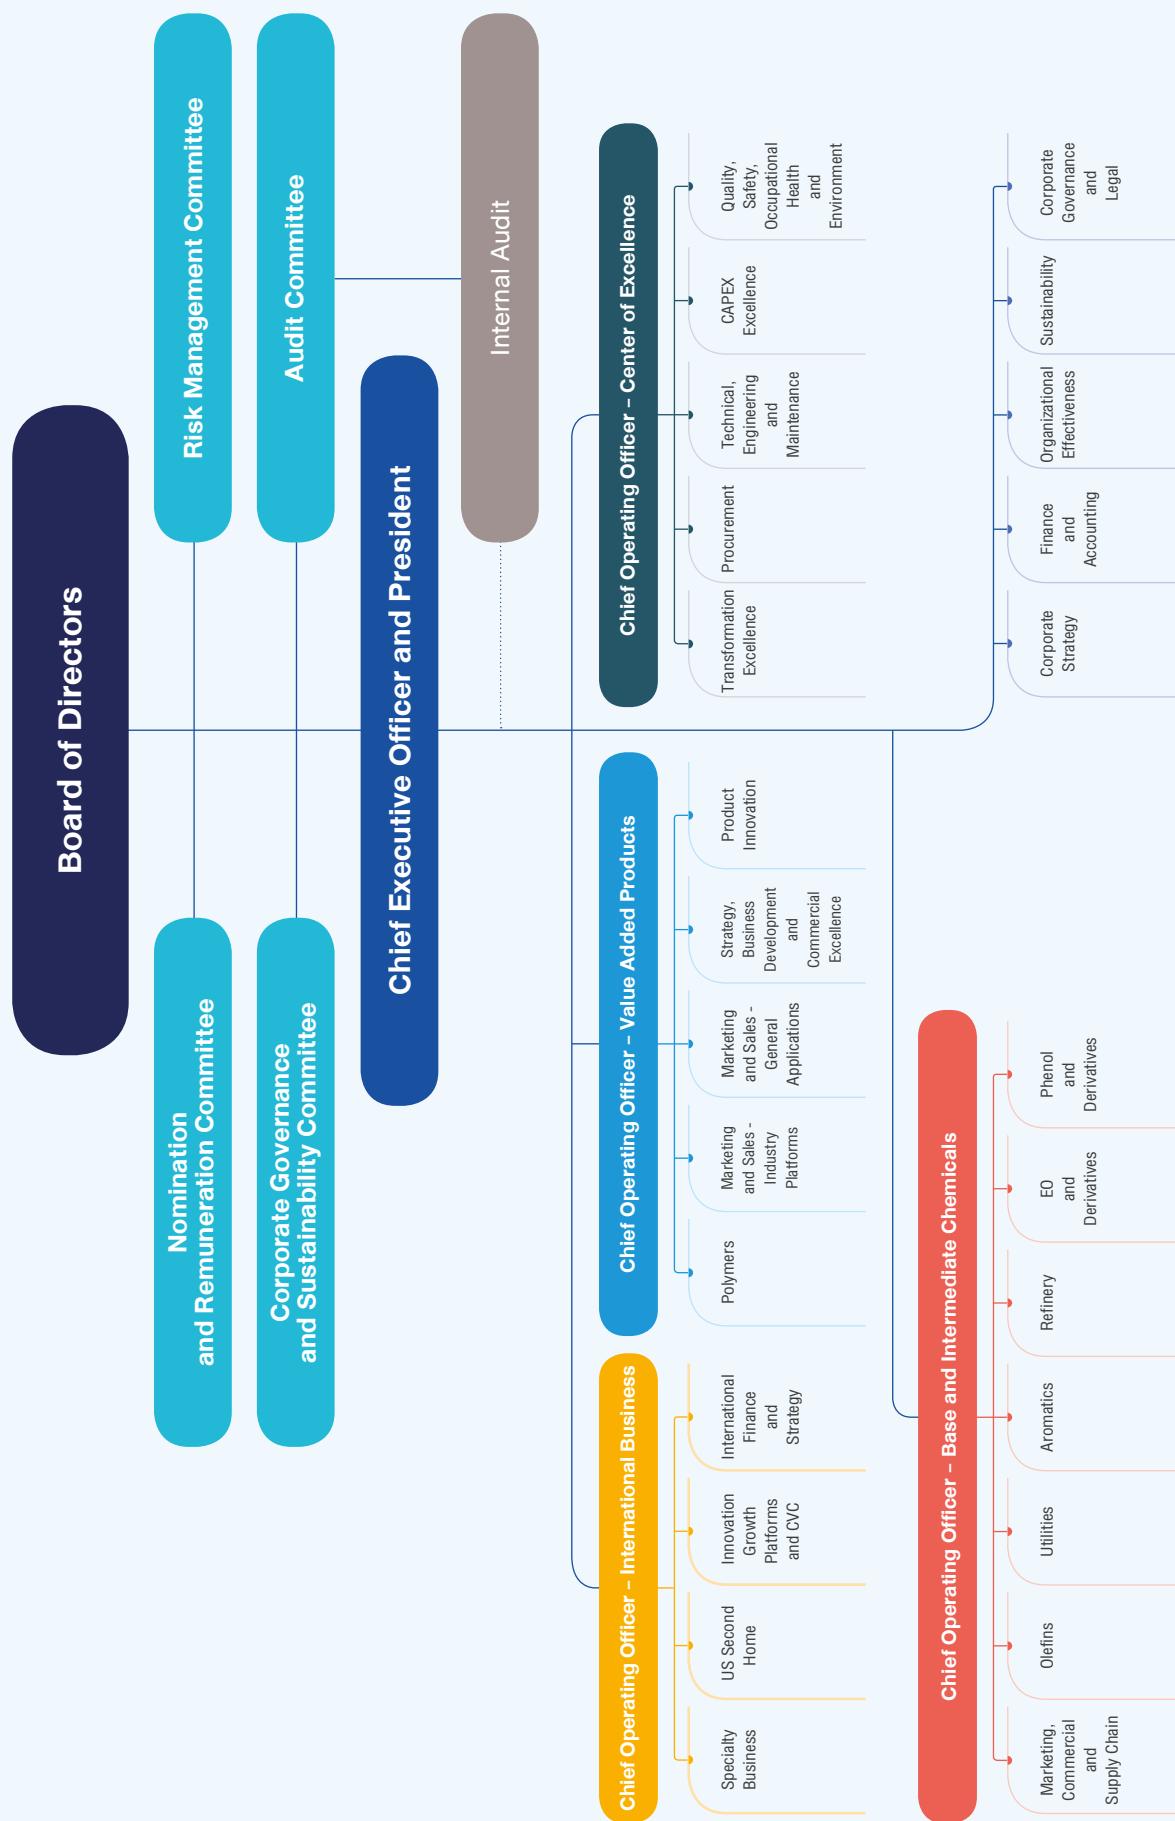 Board of Directors
Nomination
and Remuneration Committee
Risk Management Committee
Corporate Governance
and Sustainability Committee
Audit Committee
Chief Executive Officer and President
Internal Audit
Chief Operating Officer – International Business
Specialty
Business
US Second
Home
Innovation
Growth
Platforms
and CVC
International
Finance
and
Strategy
Chief Operating Officer – Value Added Products
Polymers
Marketing
and Sales -
Industry
Platforms
Marketing
and Sales -
General
Applications
Strategy,
Business
Development
and
Commercial
Excellence
Product
Innovation
Chief Operating Officer – Center of Excellence
Transformation
Excellence
Procurement
Technical,
Engineering
and
Maintenance
CAPEX
Excellence
Quality,
Safety,
Occupational
Health
and
Environment
Chief Operating Officer – Base and Intermediate Chemicals
Marketing,
Commercial
and
Supply Chain
Olefins
Utilities
Aromatics
Refinery
EO
and
Derivatives
Phenol
and
Derivatives
Corporate
Strategy
Finance
and
Accounting
Organizational
Effectiveness
Sustainability
Corporate
Governance
and
Legal